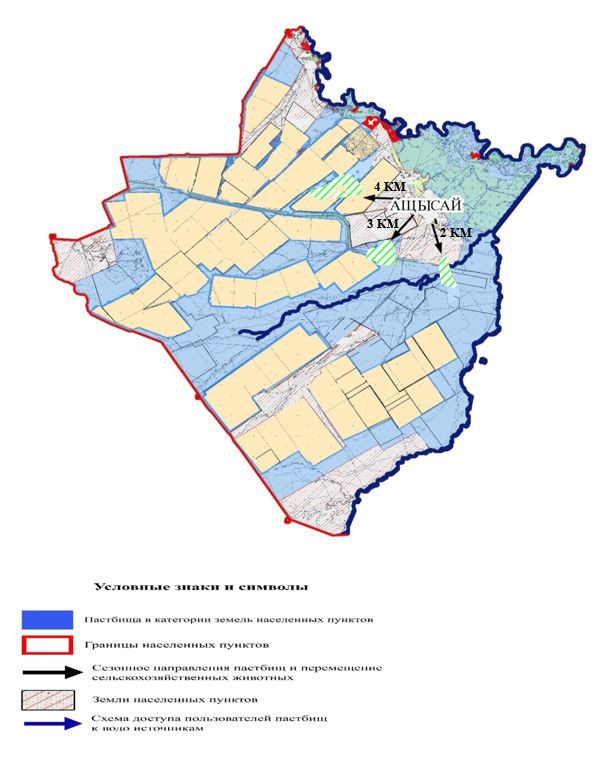 4 КМ
АЩЫСАЙ
3 КМ
2 КМ
Условные знаки и символы
Пастбища в категории земель населенных пунктов
Границы населенных пунктов
Сезонное направления пастбищ и перемещение
сельскохозяйственных животных
Земли населенных пунктов
Схема доступа пользователей пастбищ
к водо источникам